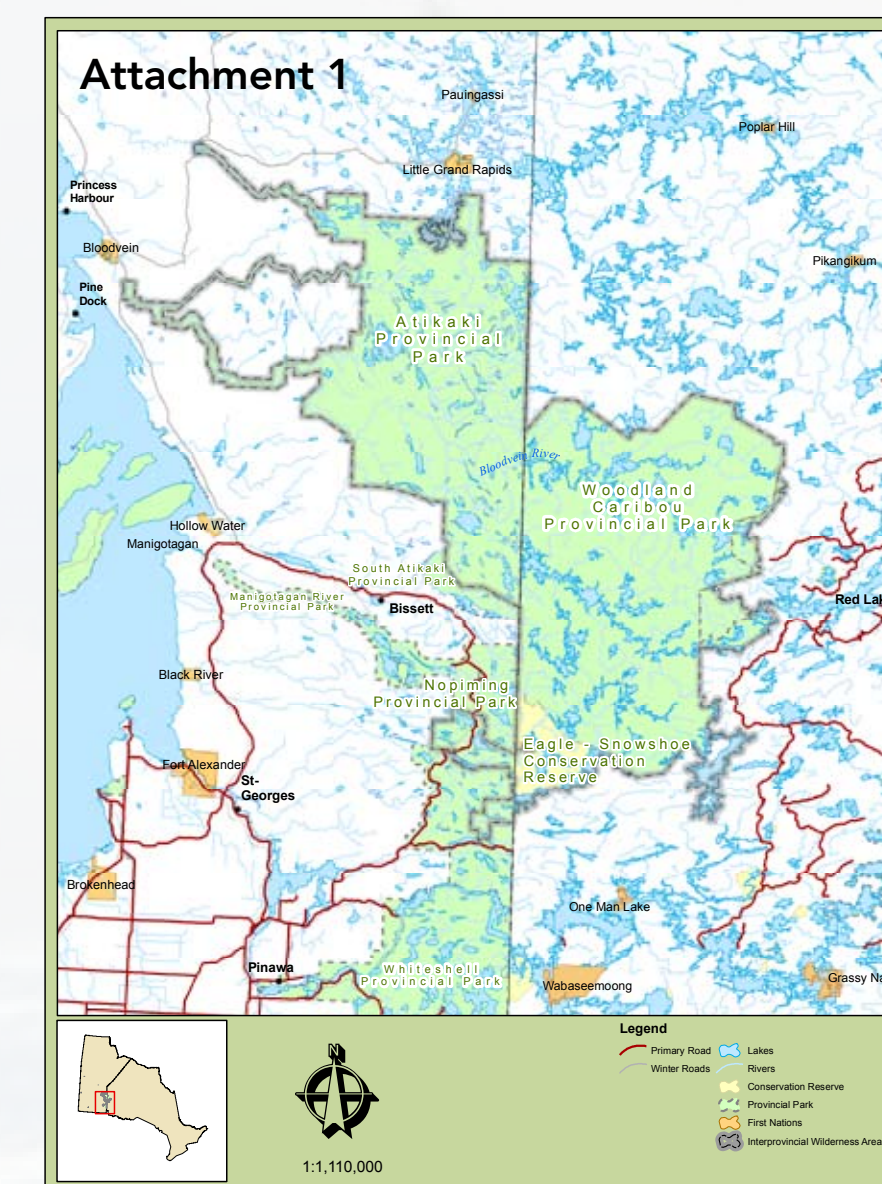 Attachment 1
Pauingassi
Poplar Hill
Little Grand Rapids
Princess
Harbour
Bloodvein
Pikangikum
Pine
Dock
Atikaki
Provincial
Park
Bloodvein River
Woodland
Caribou
Provincial Park
Hollow Water
Manigotagan
South Atikaki
Provincial Park
Manigotagan River
Provincial Park
Bissett
Red Lak
Black River
Nopiming
Provincial Park
Eagle - Snowshoe
Conservation
Reserve
Fort Alexander
St-
Georges
Brokenhead
One Man Lake
Pinawa
Whiteshell
Provincial Park
Wabaseemoong
Grassy Na
Legend
Primary Road
Lakes
Winter Roads
Rivers
Conservation Reserve
Provincial Park
First Nations
Interprovincial Wilderness Area
N
1:1,110,000